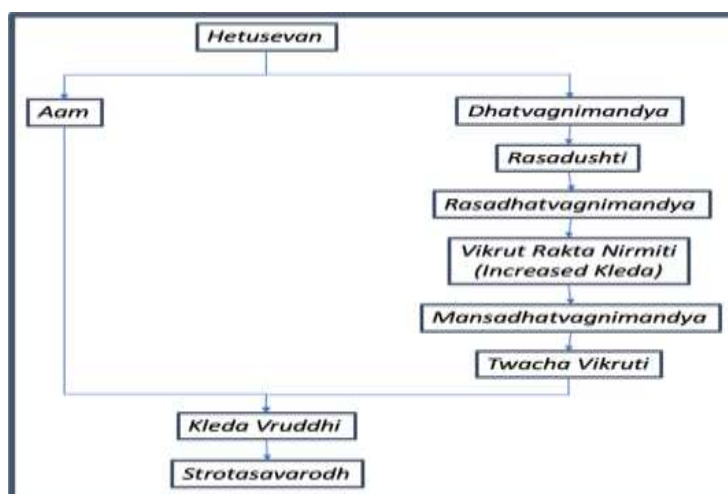 Hetusevan
Aam
Dhatvagnimandya
Rasadushti
Rasadhatvagnimandya
Vikrut Rakta Nirmiti
(Increased Kleda)
Mansadhatvagnimandya
Twacha Vikruti
Kleda Vruddhi
Strotasavarodh